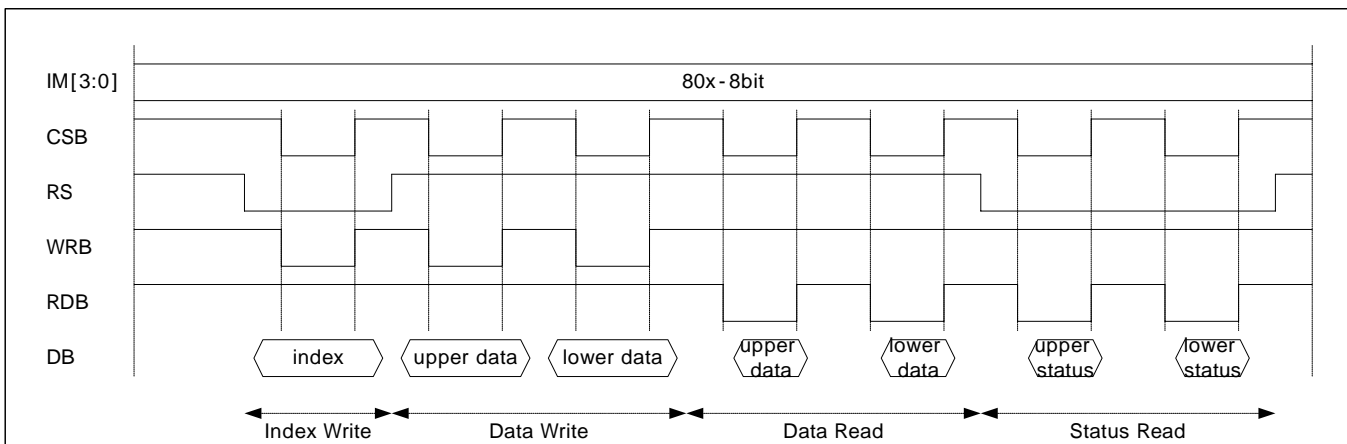 IM[3:0]
80x-8bit
CSB
RS
WRB
RDB
DB
index
upper data
lower data
upper
data
lower
data
upper
status
lower
status
Index Write
Data Write
Data Read
Status Read